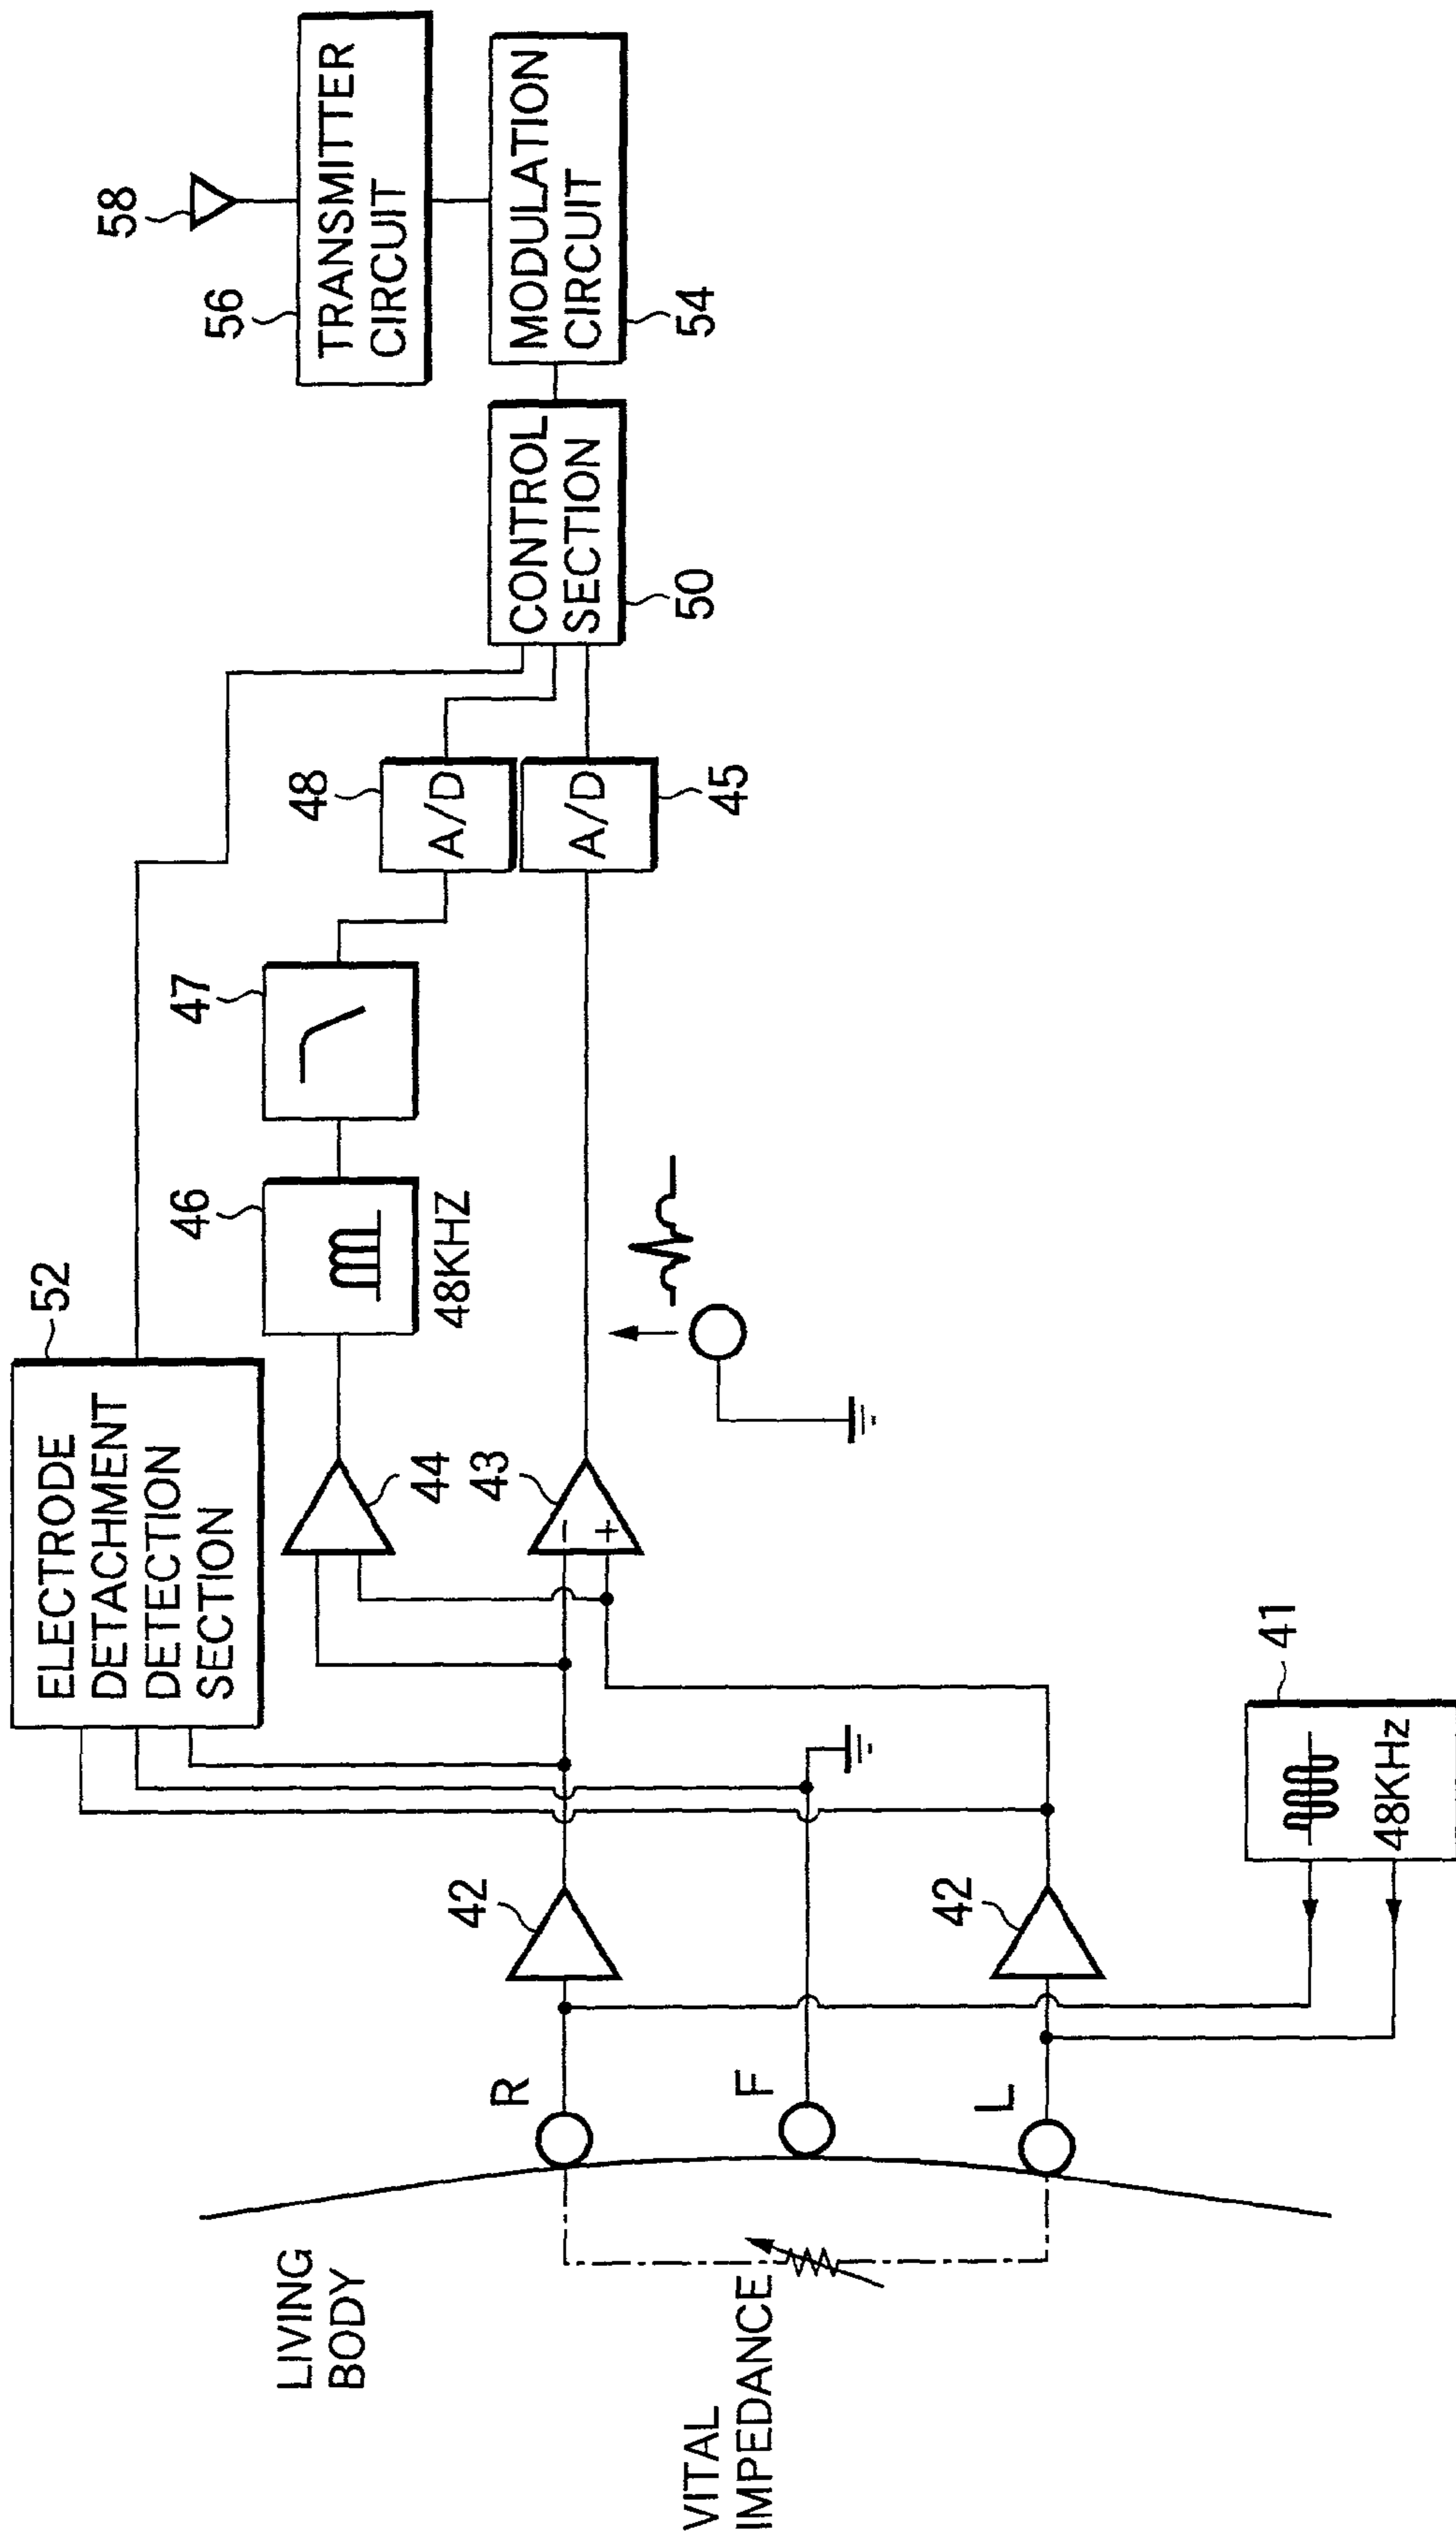 LIVING
BODY
VITAL
IMPEDANCE
R
F
L
42
42
41
48KHz
ELECTRODE
DETACHMENT
DETECTION
SECTION
52
44
43
−
+
46
48KHZ
47
48
A/D
A/D
45
CONTROL
SECTION
50
MODULATION
CIRCUIT
54
TRANSMITTER
CIRCUIT
56
58